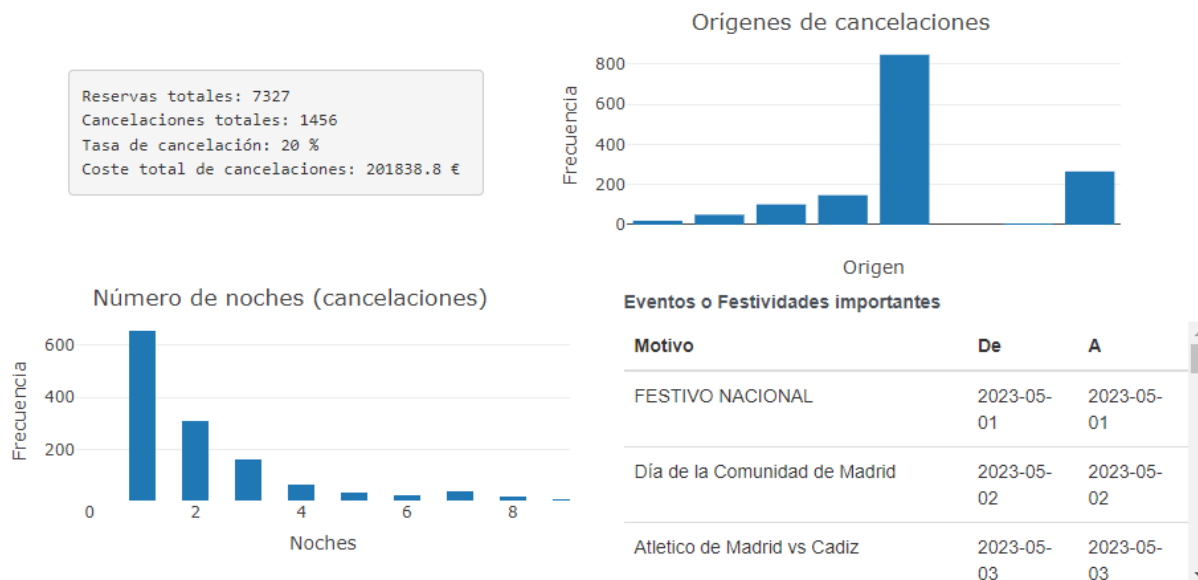 Reservas totales: 7327
Cancelaciones totales: 1456
Tasa de cancelación: 20 %
Coste total de cancelaciones: 201838.8 €
Orígenes de cancelaciones
Frecuencia
800
600
400
200
0
Origen
Número de noches (cancelaciones)
Frecuencia
600
400
200
0 2 4 6 8
Noches
Eventos o Festividades importantes
Motivo De A
FESTIVO NACIONAL 2023-05- 2023-05-
01 01
Día de la Comunidad de Madrid 2023-05- 2023-05-
02 02
Atletico de Madrid vs Cadiz 2023-05- 2023-05-
03 03